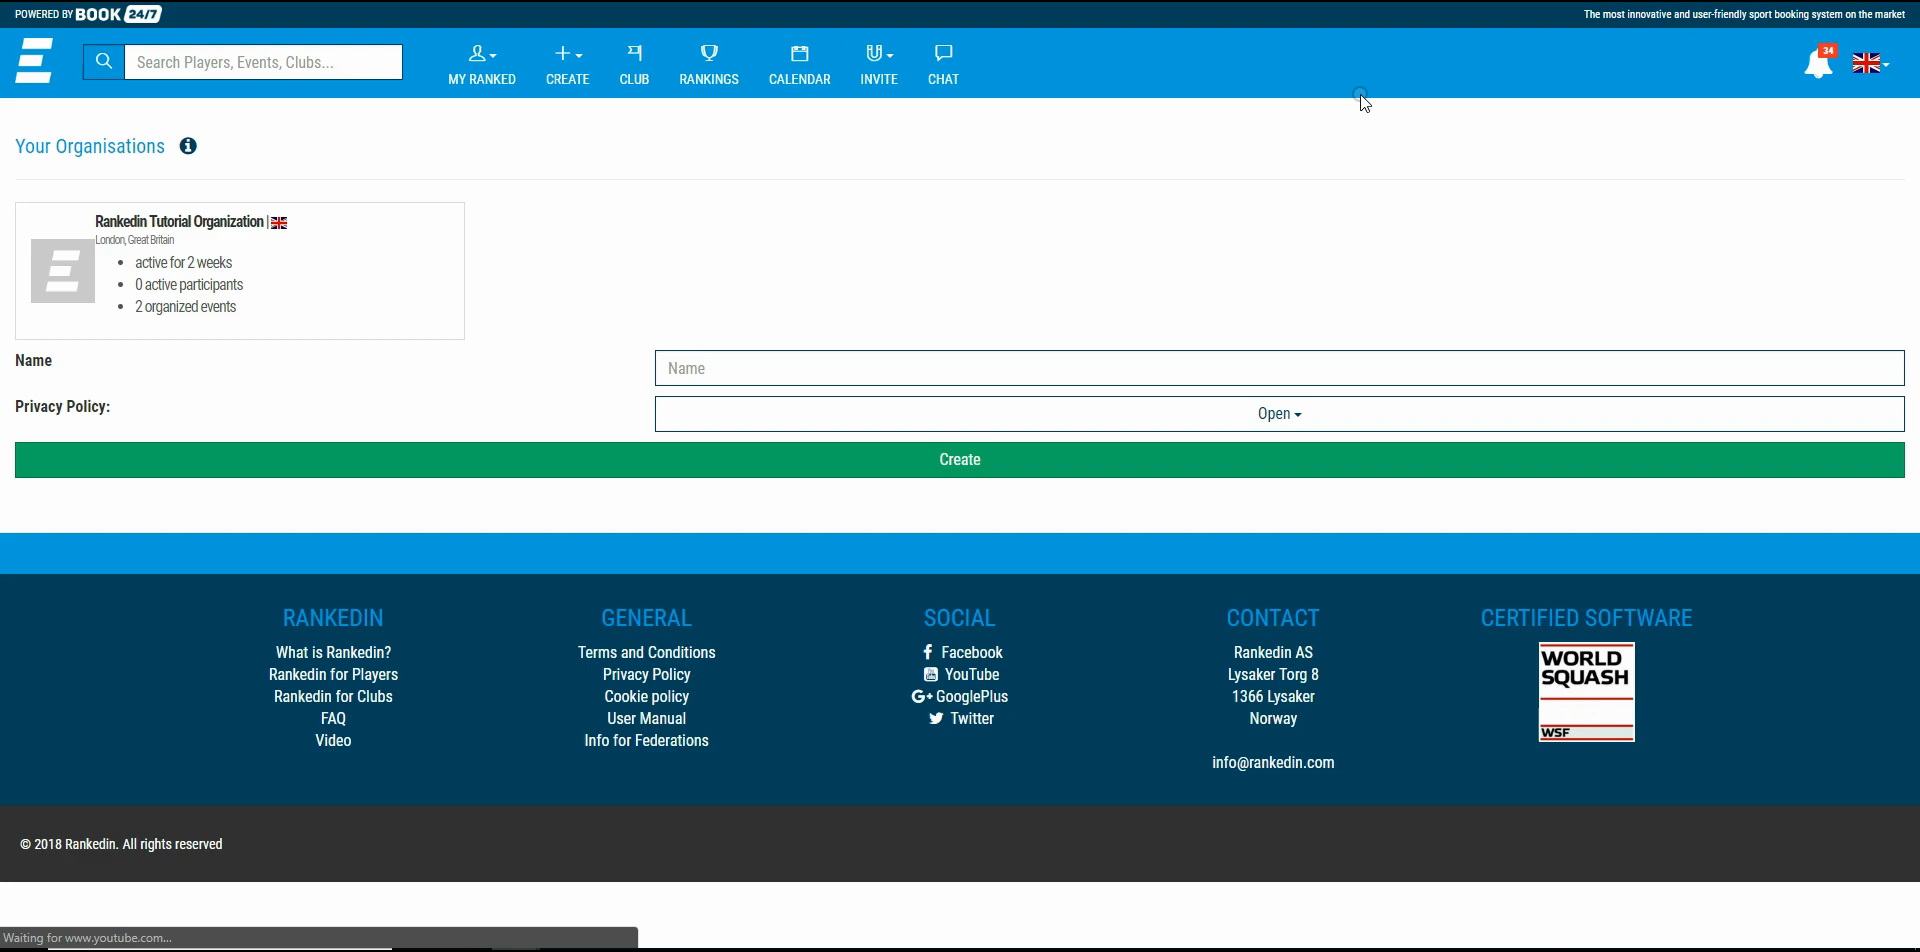 POWERED BY BOOK 24/7
The most innovative and user-friendly sport booking system on the market
Search Players, Events, Clubs...
MY RANKED
CREATE
CLUB
RANKINGS
CALENDAR
INVITE
CHAT
34
Your Organisations
Rankedin Tutorial Organization |
London, Great Britain
active for 2 weeks
0 active participants
2 organized events
Name
Name
Privacy Policy:
Open
Create
RANKEDIN
What is Rankedin?
Rankedin for Players
Rankedin for Clubs
FAQ
Video
GENERAL
Terms and Conditions
Privacy Policy
Cookie policy
User Manual
Info for Federations
SOCIAL
Facebook
YouTube
GooglePlus
Twitter
CONTACT
Rankedin AS
Lysaker Torg 8
1366 Lysaker
Norway
info@rankedin.com
CERTIFIED SOFTWARE
WORLD
SQUASH
WSF
© 2018 Rankedin. All rights reserved
Waiting for www.youtube.com...